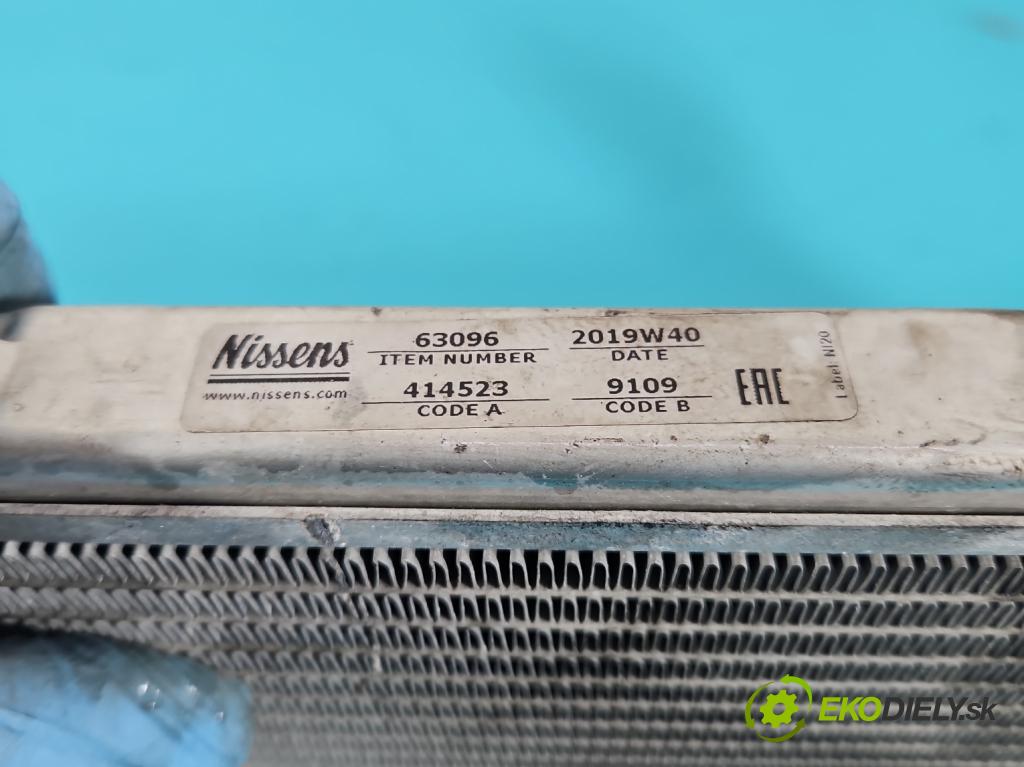 Nissens
www.nissens.com
63096
ITEM NUMBER
414523
CODE A
2019W40
DATE
9109
CODE B
EAC
Label: NI20
EKODIELY.sk